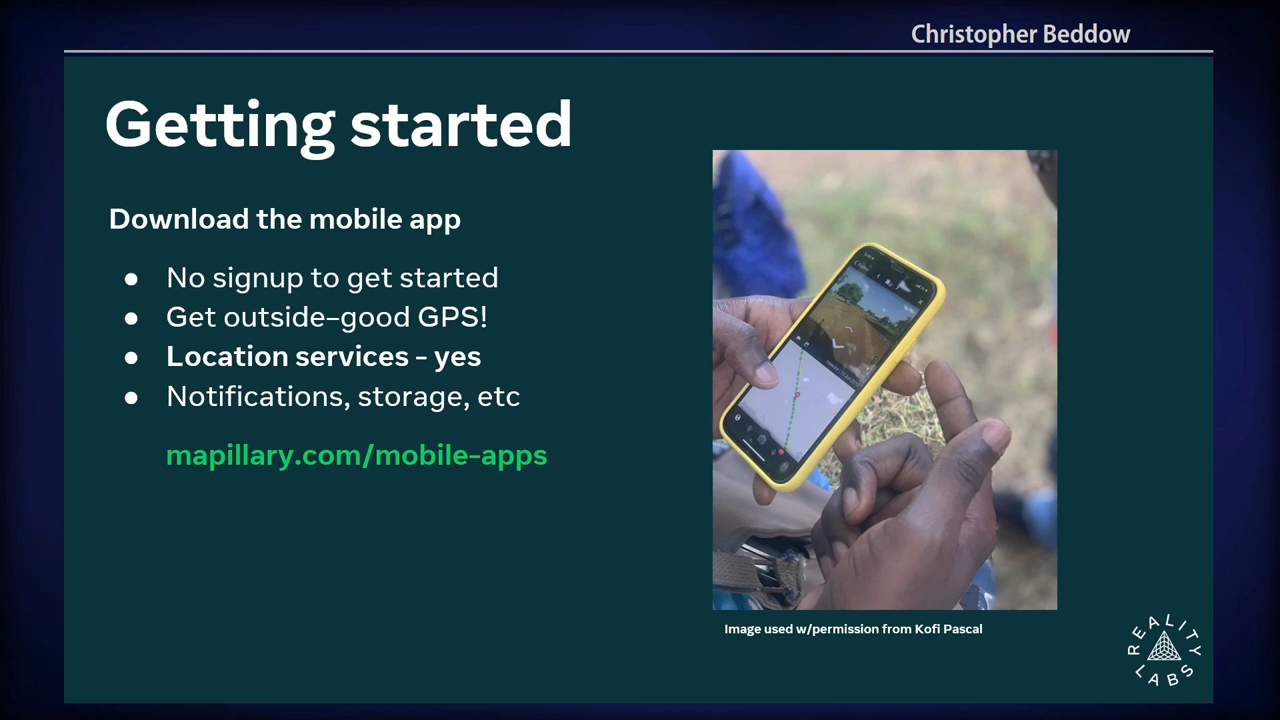 Christopher Beddow
Getting started
Download the mobile app
● No signup to get started
● Get outside–good GPS!
● Location services - yes
● Notifications, storage, etc
mapillary.com/mobile-apps
Image used w/permission from Kofi Pascal
REALITY LABS